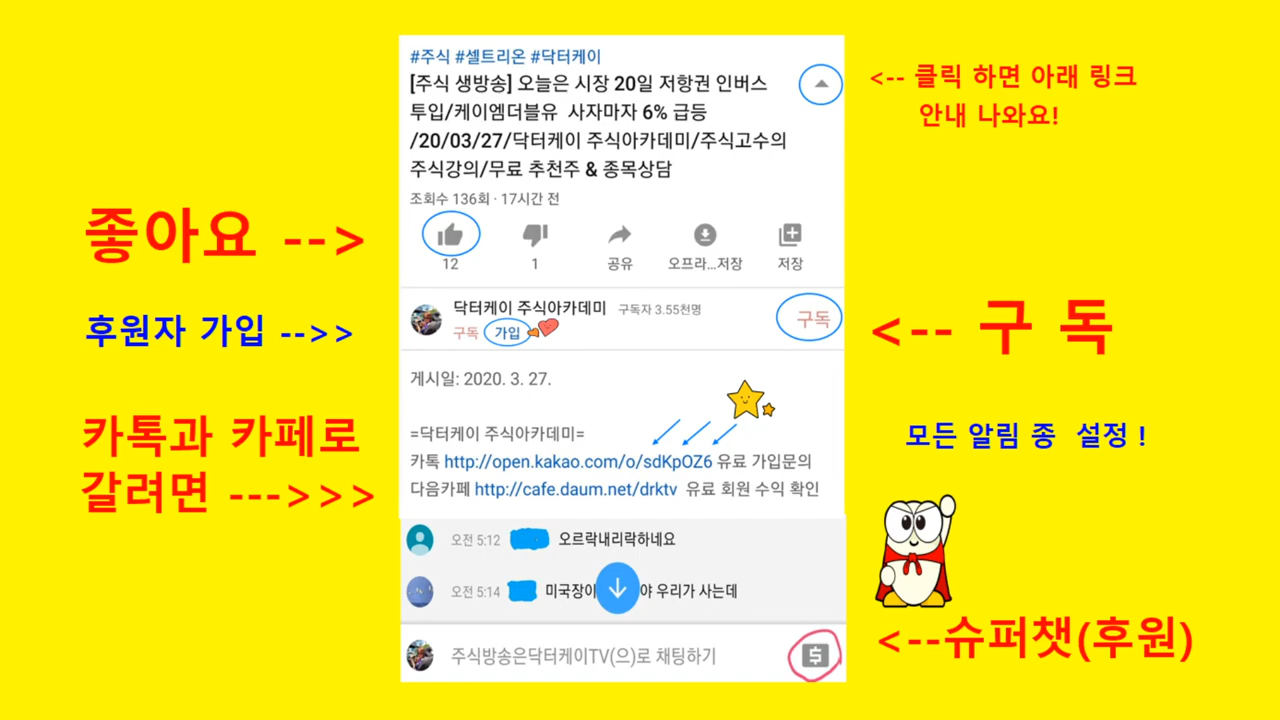 #주식 #셀트리온 #닥터케이
[주식 생방송] 오늘은 시장 20일 저항권 인버스
투입/케이엠더블유 사자마자 6% 급등
/20/03/27/닥터케이 주식아카데미/주식고수의
주식강의/무료 추천주 & 종목상담
조회수 136회 · 17시간 전
<-- 클릭 하면 아래 링크
안내 나와요!
좋아요 -->
12
1
공유
오프라...저장
저장
후원자 가입 -->>
닥터케이 주식아카데미 구독자 3.55천명
구독 가입
구독
<-- 구 독
게시일: 2020. 3. 27.
카톡과 카페로
갈려면 --->>>
모든 알림 종 설정 !
=닥터케이 주식아카데미=
카톡 http://open.kakao.com/o/sdKpOZ6 유료 가입문의
다음카페 http://cafe.daum.net/drktv 유료 회원 수익 확인
오전 5:12 오르락내리락하네요
오전 5:14 미국장이 야 우리가 사는데
주식방송은닥터케이TV(으)로 채팅하기
$
<--슈퍼챗(후원)